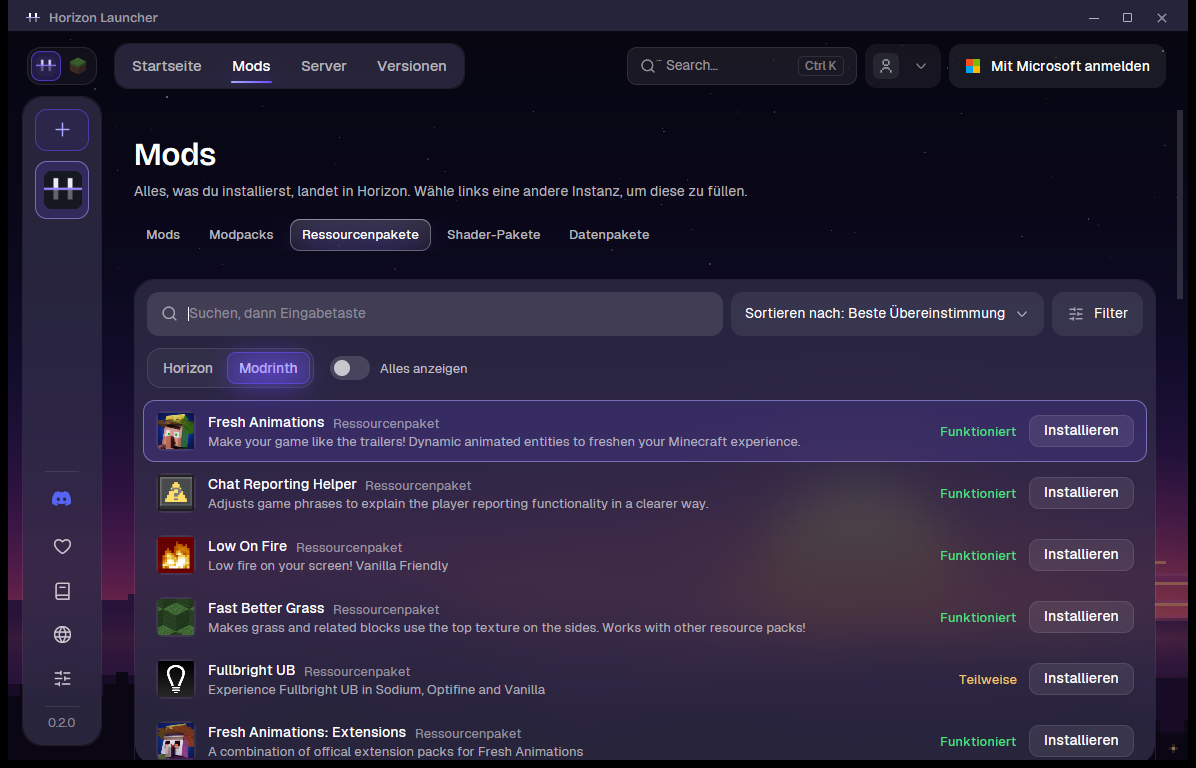 Horizon Launcher
Startseite
Mods
Server
Versionen
Search...
Ctrl K
Mit Microsoft anmelden
Mods
Alles, was du installierst, landet in Horizon. Wähle links eine andere Instanz, um diese zu füllen.
Mods
Modpacks
Ressourcenpakete
Shader-Pakete
Datenpakete
Suchen, dann Eingabetaste
Sortieren nach: Beste Übereinstimmung
Filter
Horizon
Modrinth
Alles anzeigen
Fresh Animations Ressourcenpaket
Make your game like the trailers! Dynamic animated entities to freshen your Minecraft experience.
Funktioniert
Installieren
Chat Reporting Helper Ressourcenpaket
Adjusts game phrases to explain the player reporting functionality in a clearer way.
Funktioniert
Installieren
Low On Fire Ressourcenpaket
Low fire on your screen! Vanilla Friendly
Funktioniert
Installieren
Fast Better Grass Ressourcenpaket
Makes grass and related blocks use the top texture on the sides. Works with other resource packs!
Funktioniert
Installieren
Fullbright UB Ressourcenpaket
Experience Fullbright UB in Sodium, Optifine and Vanilla
Teilweise
Installieren
Fresh Animations: Extensions Ressourcenpaket
A combination of offical extension packs for Fresh Animations
Funktioniert
Installieren
0.2.0